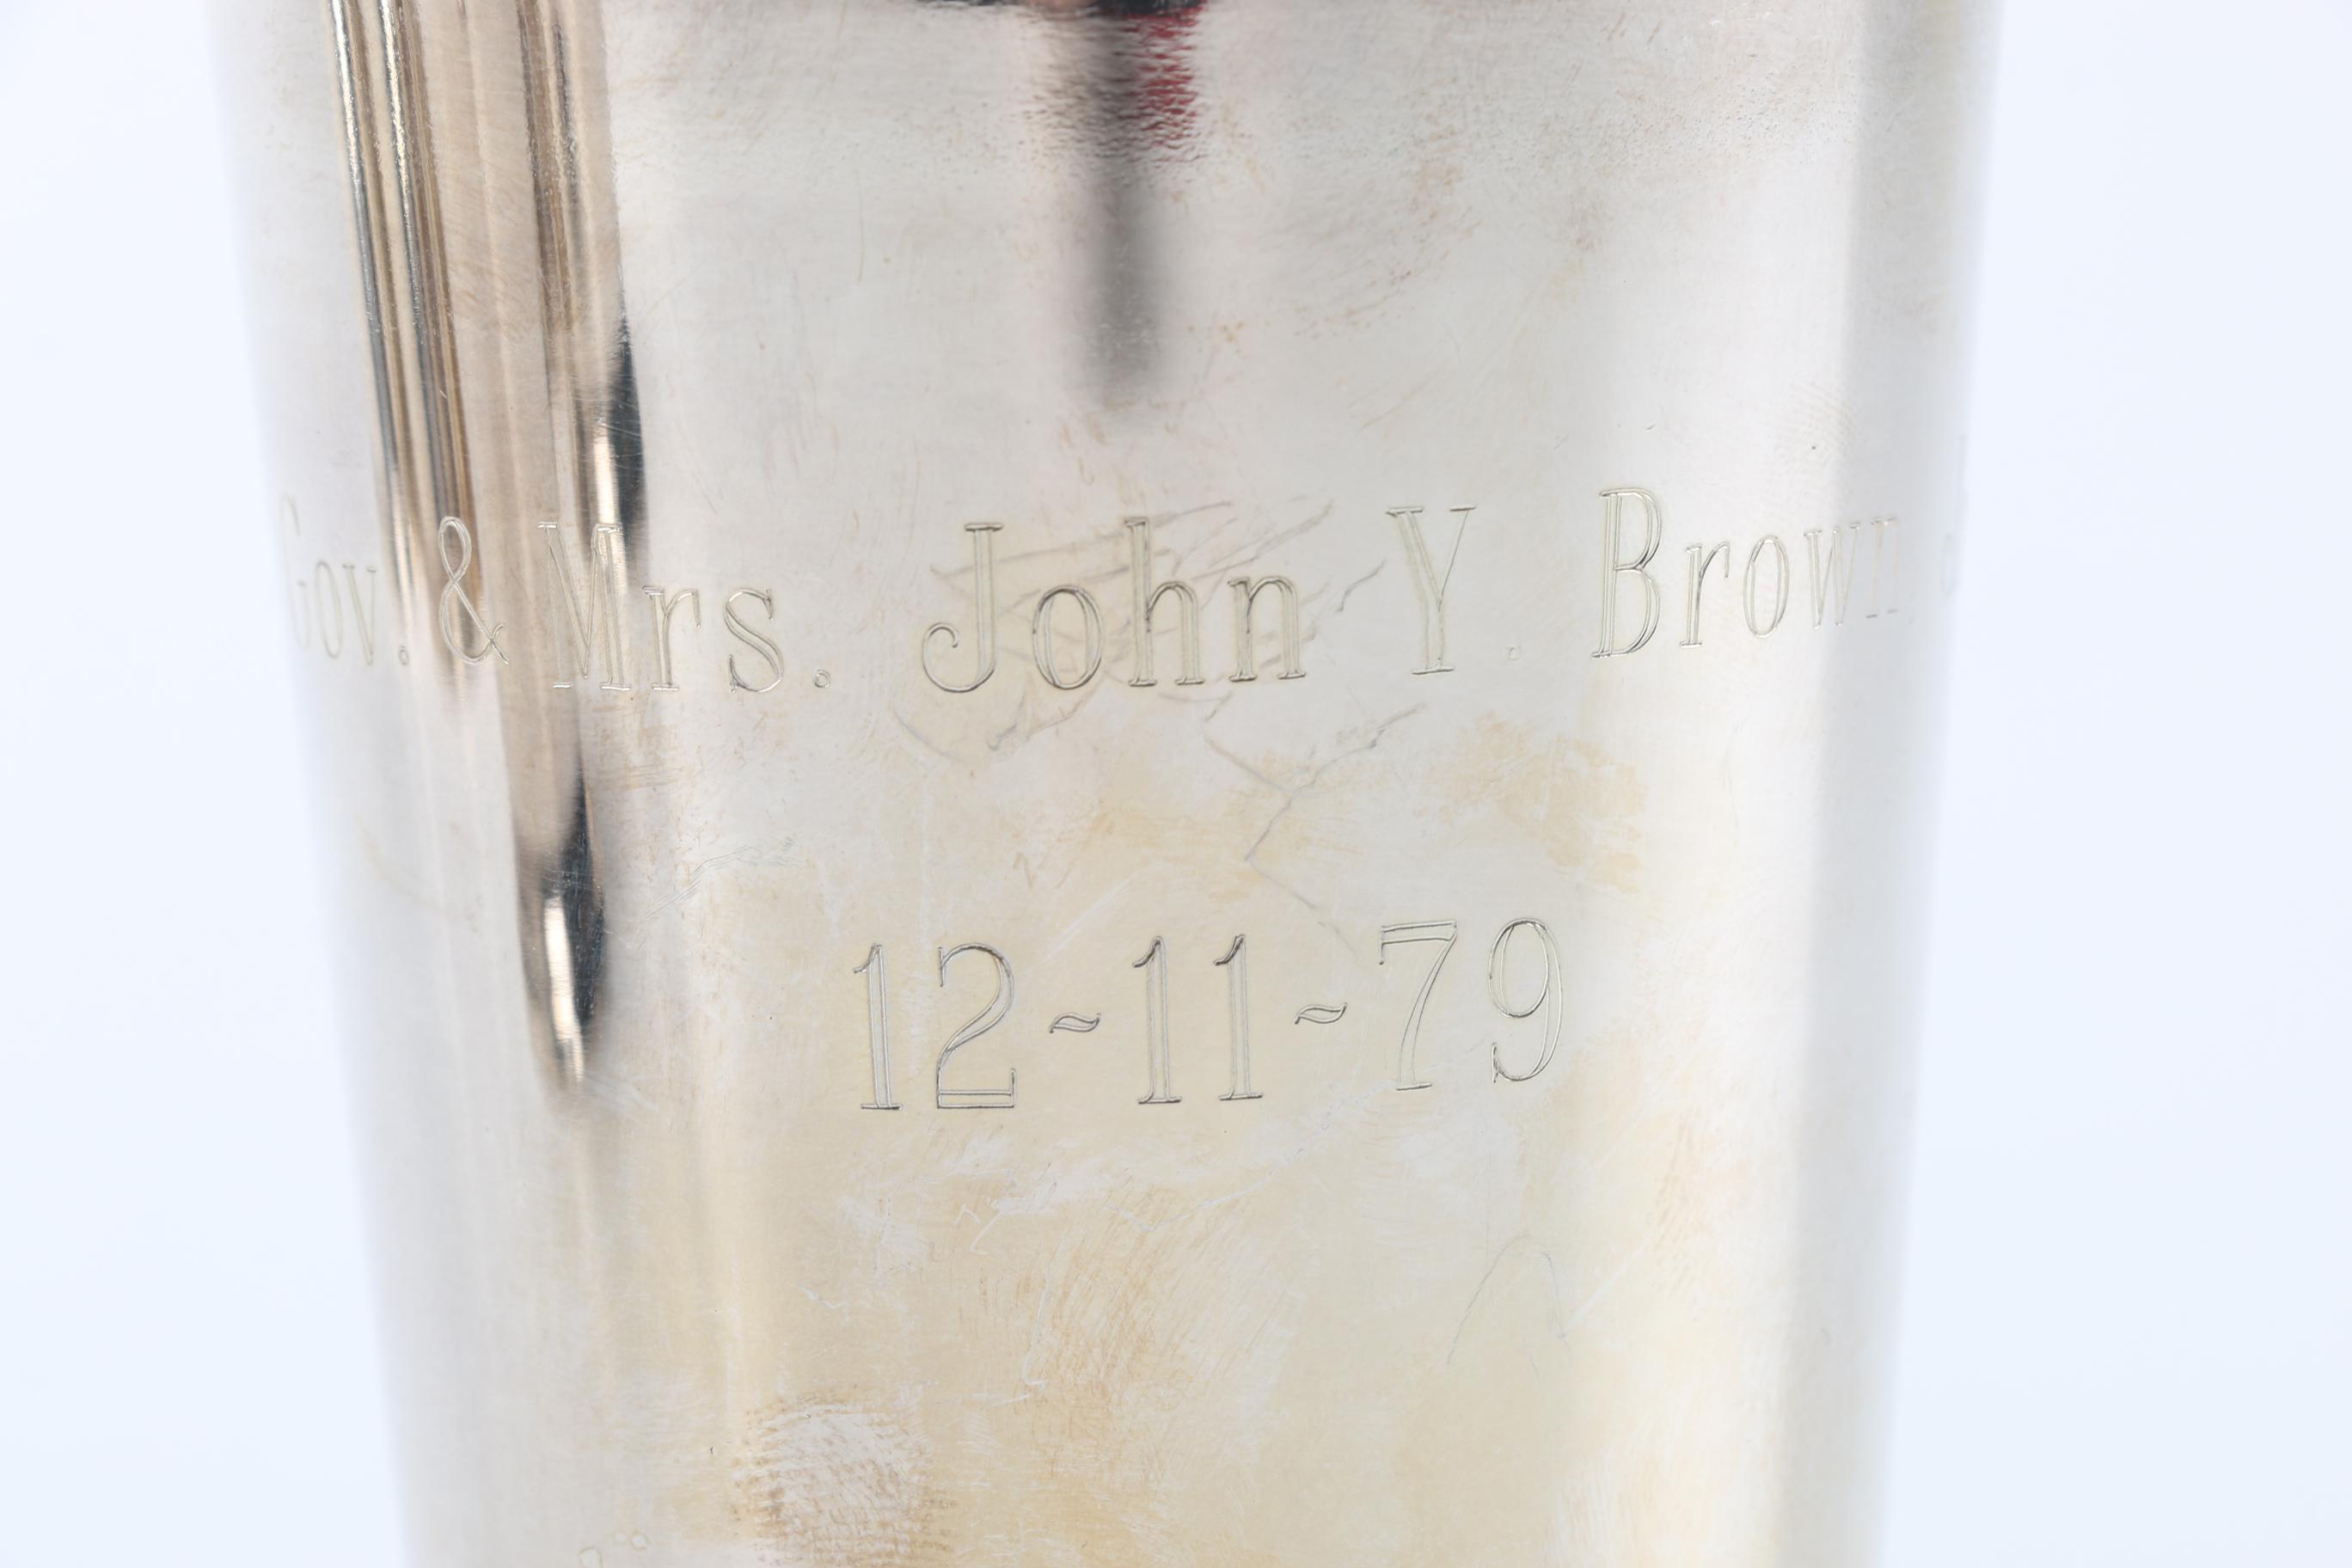 Gov. & Mrs. John Y. Brown,
12-11-79